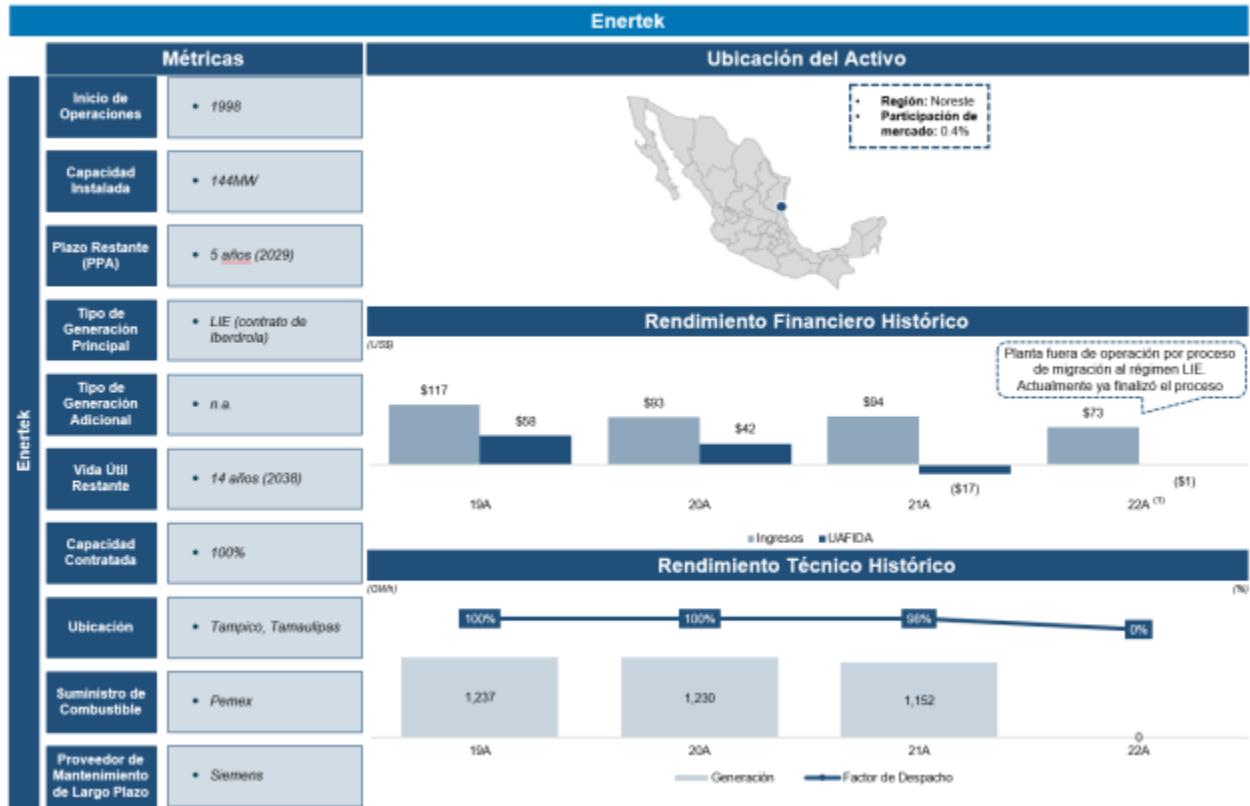 Enertek
Métricas
Enertek
Inicio de
Operaciones
• 1998
Capacidad
Instalada
• 144MW
Plazo Restante
(PPA)
• 5 años (2029)
Tipo de
Generación
Principal
• LIE (contrato de
Iberdrola)
Tipo de
Generación
Adicional
• n.a.
Vida Útil
Restante
• 14 años (2038)
Capacidad
Contratada
• 100%
Ubicación
• Tampico, Tamaulipas
Suministro de
Combustible
• Pemex
Proveedor de
Mantenimiento
de Largo Plazo
• Siemens
Ubicación del Activo
• Región: Noreste
• Participación de
mercado: 0.4%
Rendimiento Financiero Histórico
(US$)
Planta fuera de operación por proceso
de migración al régimen LIE.
Actualmente ya finalizó el proceso
$117
$58
$93
$42
$94
($17)
$73
($1)
19A
20A
21A
22A (1)
Ingresos
UAFIDA
Rendimiento Técnico Histórico
(GWh)
(%)
100%
100%
98%
0%
1,237
1,230
1,152
0
19A
20A
21A
22A
Generación
Factor de Despacho